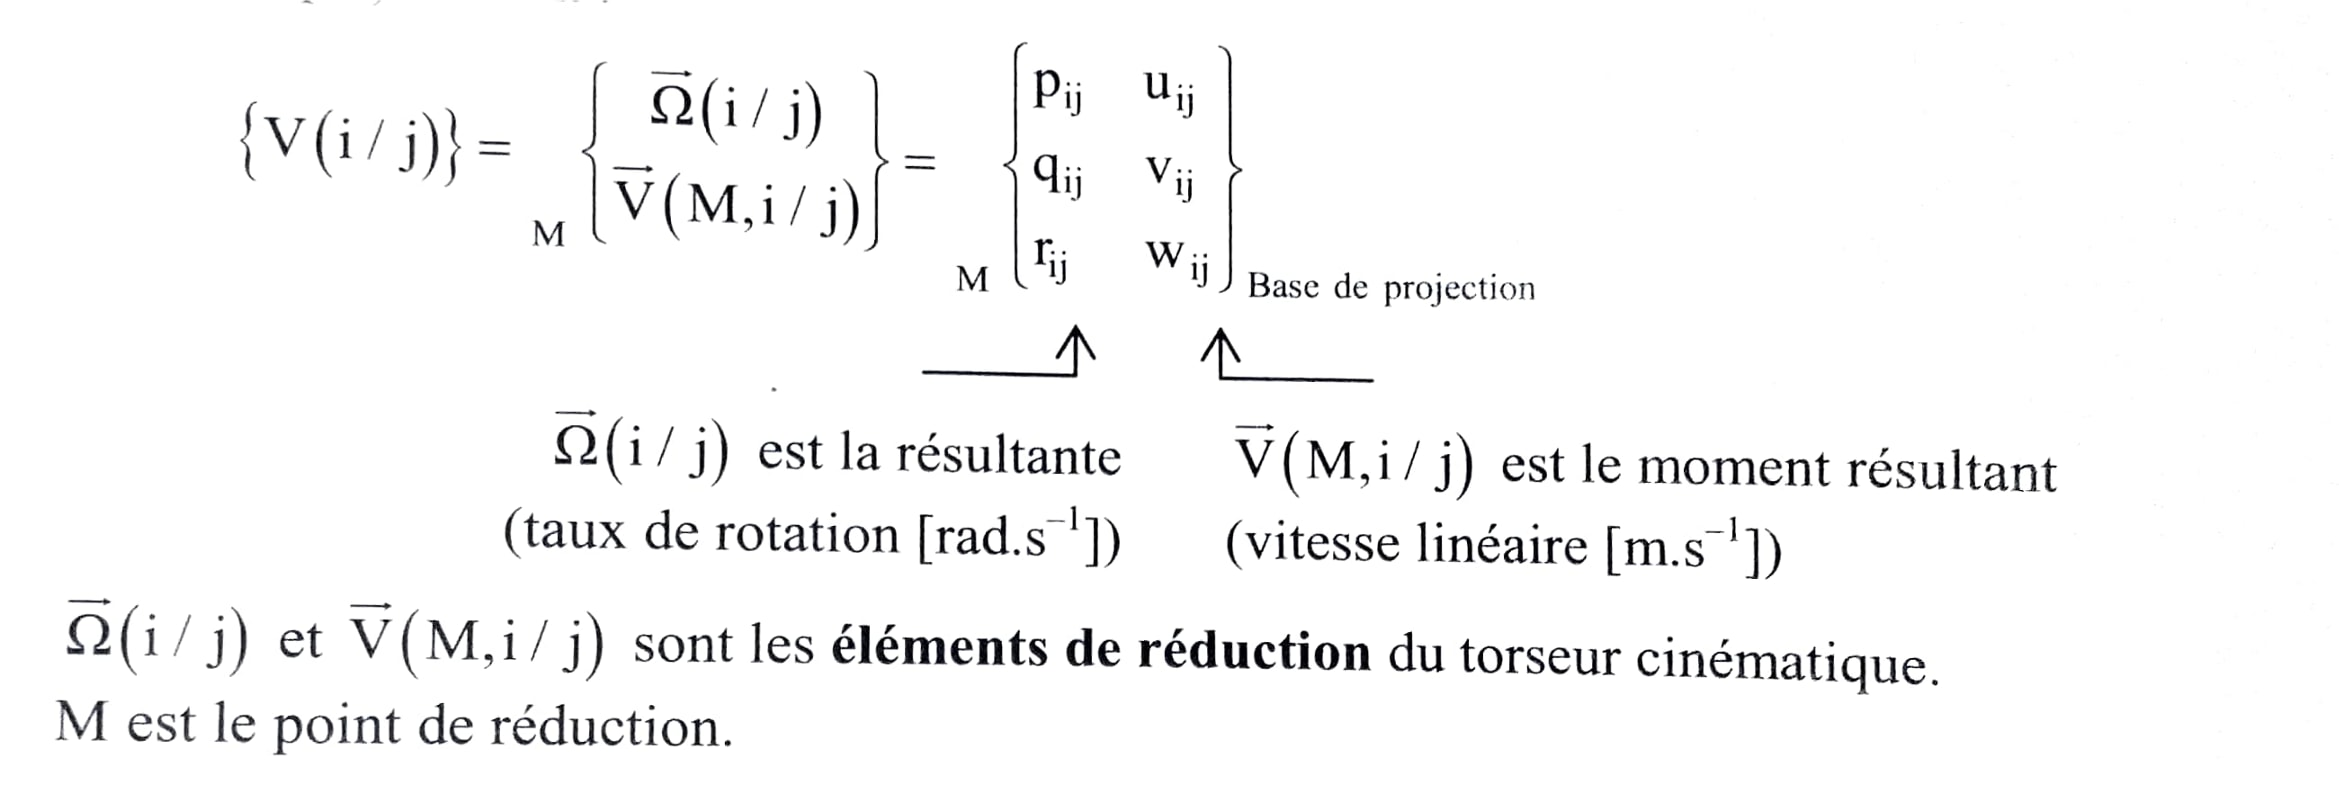 {V(i / j)} = M { Ω⃗(i / j) V⃗(M,i / j) } = M { p_ij u_ij q_ij v_ij r_ij w_ij } Base de projection
Ω⃗(i / j) est la résultante V⃗(M,i / j) est le moment résultant
(taux de rotation [rad.s⁻¹]) (vitesse linéaire [m.s⁻¹])
Ω⃗(i / j) et V⃗(M,i / j) sont les éléments de réduction du torseur cinématique.
M est le point de réduction.